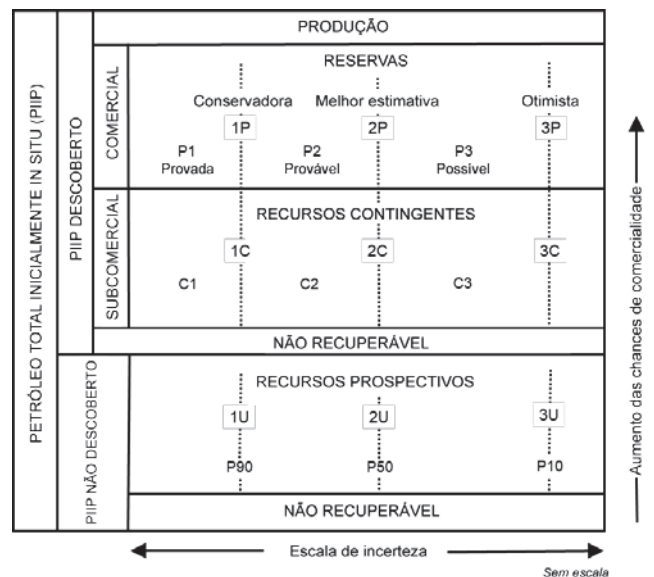 PETRÓLEO TOTAL INICIALMENTE IN SITU (PIIP)
PIIP DESCOBERTO
COMERCIAL
PRODUÇÃO
RESERVAS
Conservadora Melhor estimativa Otimista
1P 2P 3P
P1 P2 P3
Provada Provável Possível
SUBCOMERCIAL
RECURSOS CONTINGENTES
1C 2C 3C
C1 C2 C3
NÃO RECUPERÁVEL
PIIP NÃO DESCOBERTO
RECURSOS PROSPECTIVOS
1U 2U 3U
P90 P50 P10
NÃO RECUPERÁVEL
Aumento das chances de comercialidade
Escala de incerteza
Sem escala